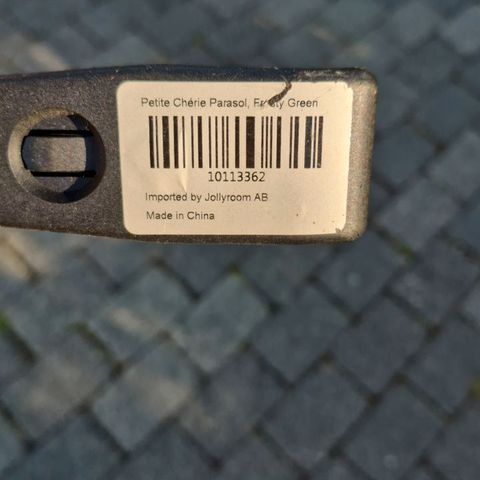 Petite Chérie Parasol, Frosty Green
10113362
Imported by Jollyroom AB
Made in China